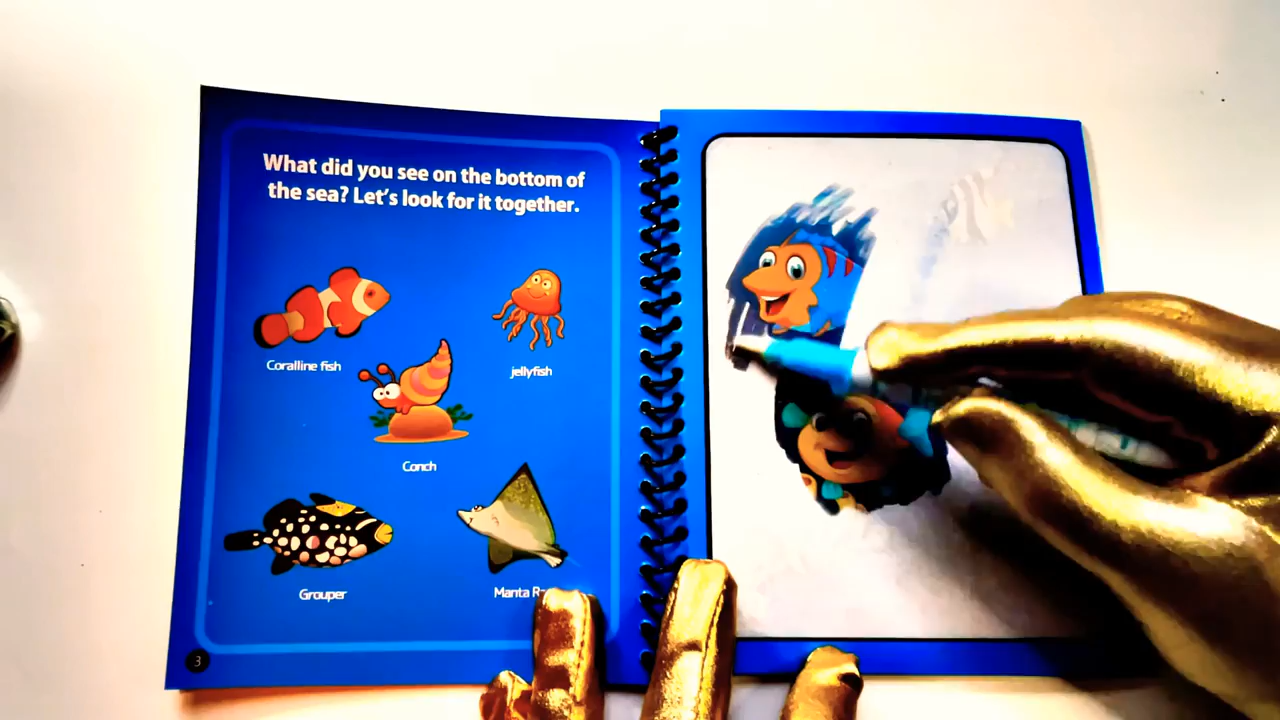 What did you see on the bottom of
the sea? Let's look for it together.
Coralline fish
jellyfish
Conch
Grouper
Manta
3